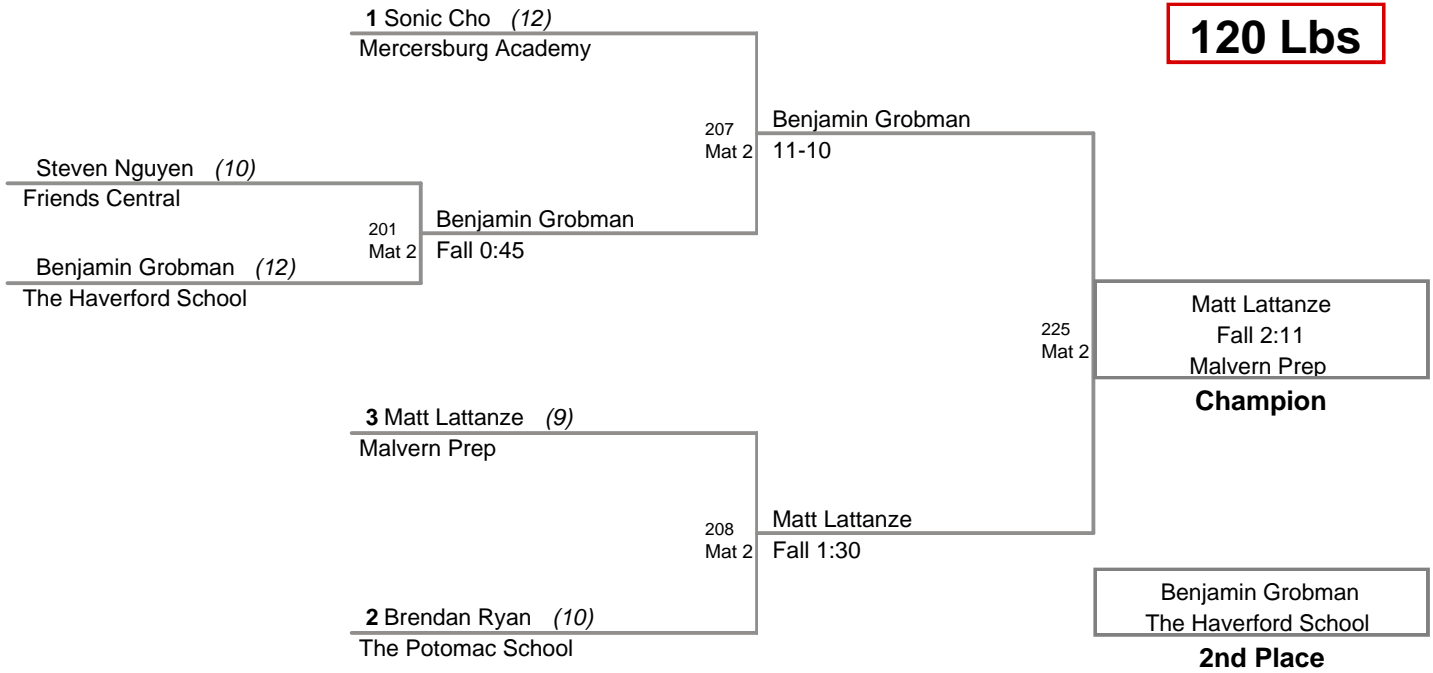 1 Sonic Cho (12)
Mercersburg Academy
120 Lbs
207
Mat 2
Benjamin Grobman
11-10
Steven Nguyen (10)
Friends Central
201
Mat 2
Benjamin Grobman
Fall 0:45
Benjamin Grobman (12)
The Haverford School
225
Mat 2
Matt Lattanze
Fall 2:11
Malvern Prep
Champion
3 Matt Lattanze (9)
Malvern Prep
208
Mat 2
Matt Lattanze
Fall 1:30
2 Brendan Ryan (10)
The Potomac School
Benjamin Grobman
The Haverford School
2nd Place